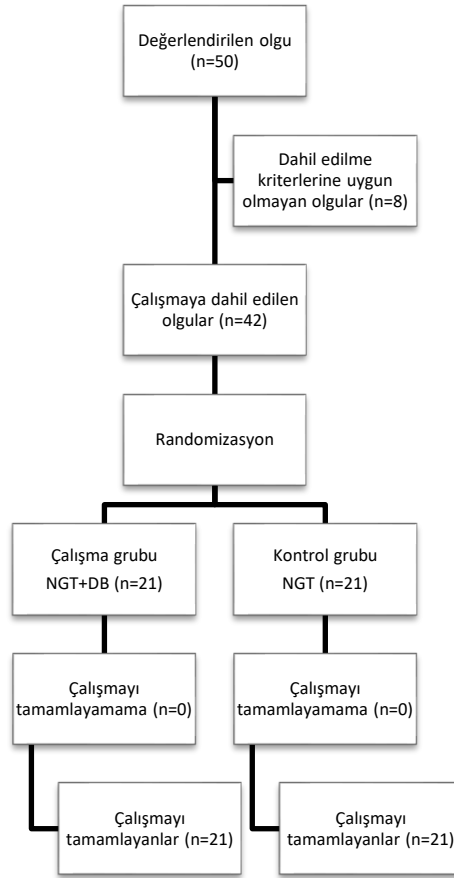 Değerlendirilen olgu
(n=50)
Dahil edilme
kriterlerine uygun
olmayan olgular (n=8)
Çalışmaya dahil edilen
olgular (n=42)
Randomizasyon
Çalışma grubu
NGT+DB (n=21)
Kontrol grubu
NGT (n=21)
Çalışmayı
tamamlayamama (n=0)
Çalışmayı
tamamlayamama (n=0)
Çalışmayı
tamamlayanlar (n=21)
Çalışmayı
tamamlayanlar (n=21)